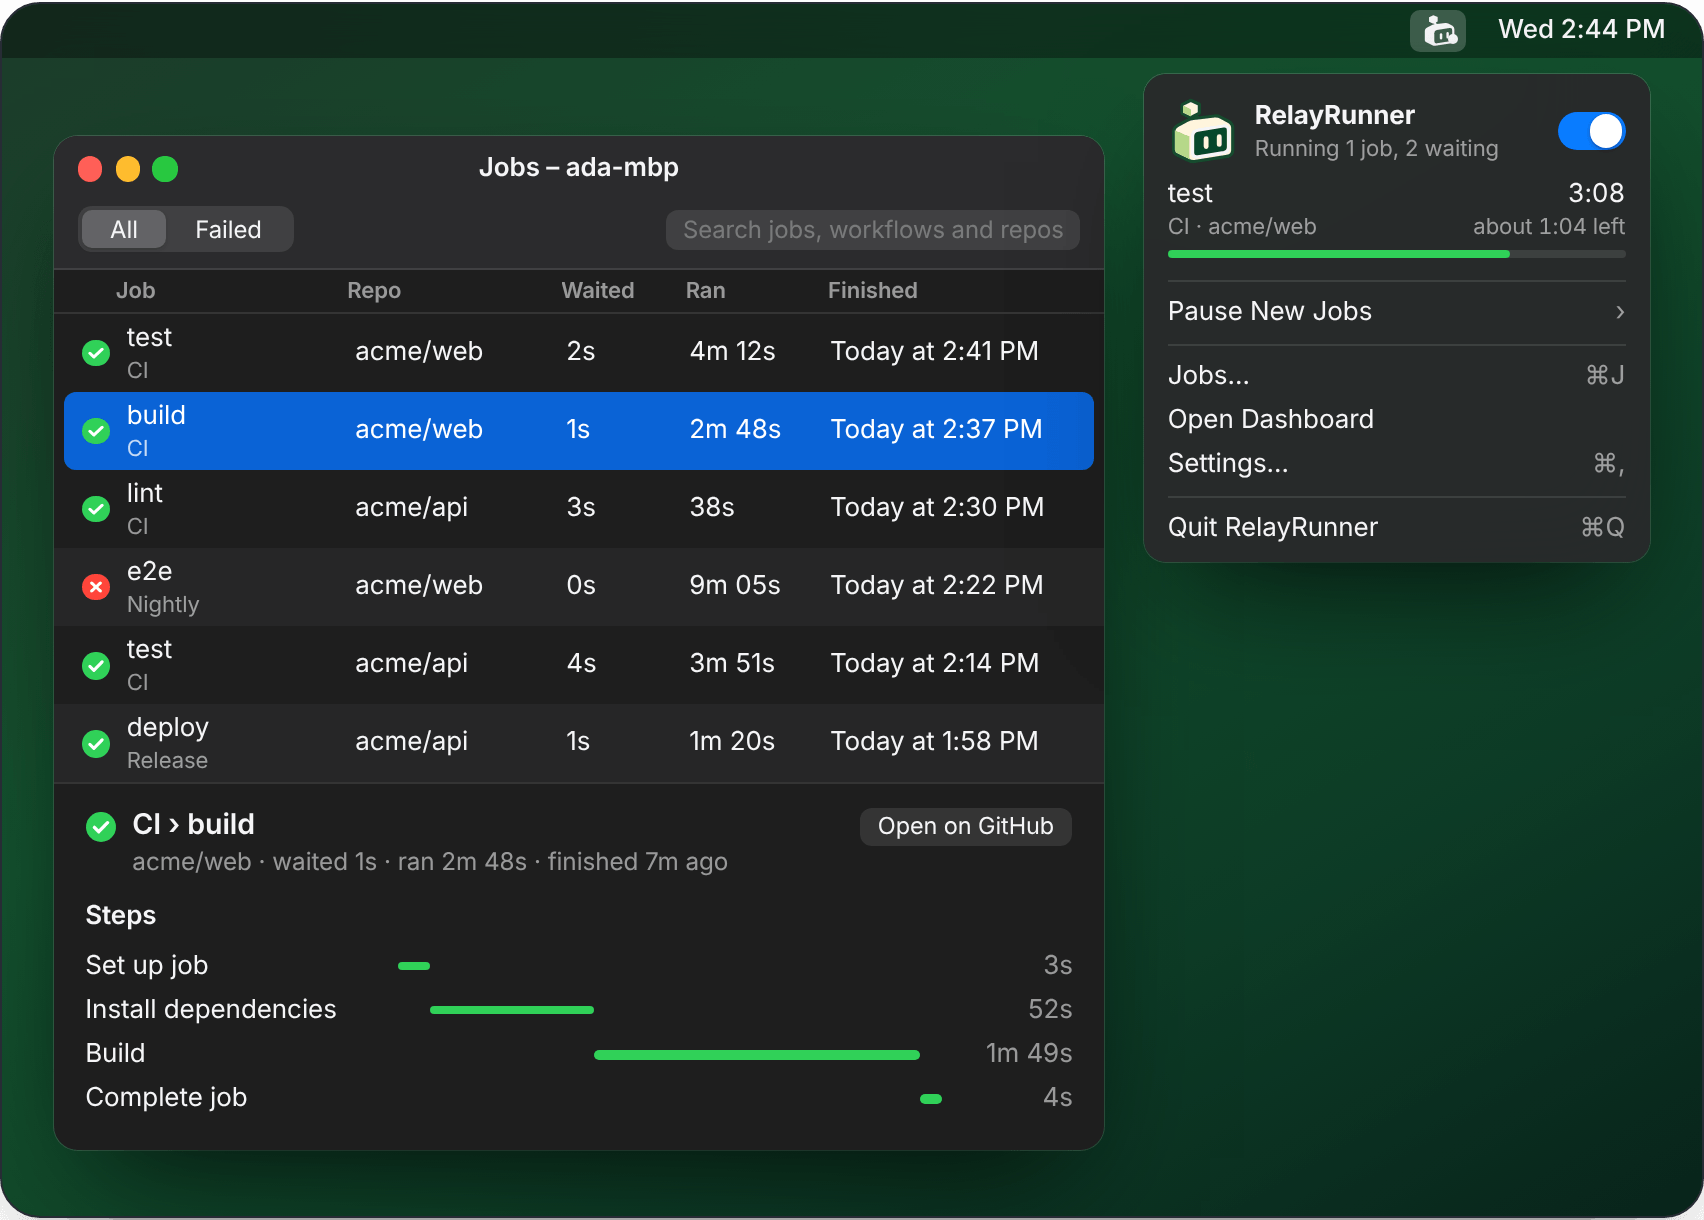 Wed 2:44 PM
Jobs – ada-mbp
All Failed
Search jobs, workflows and repos
Job Repo Waited Ran Finished
test
CI
acme/web 2s 4m 12s Today at 2:41 PM
build
CI
acme/web 1s 2m 48s Today at 2:37 PM
lint
CI
acme/api 3s 38s Today at 2:30 PM
e2e
Nightly
acme/web 0s 9m 05s Today at 2:22 PM
test
CI
acme/api 4s 3m 51s Today at 2:14 PM
deploy
Release
acme/api 1s 1m 20s Today at 1:58 PM
CI › build
Open on GitHub
acme/web · waited 1s · ran 2m 48s · finished 7m ago
Steps
Set up job 3s
Install dependencies 52s
Build 1m 49s
Complete job 4s
RelayRunner
Running 1 job, 2 waiting
test 3:08
CI · acme/web about 1:04 left
Pause New Jobs ›
Jobs... ⌘J
Open Dashboard
Settings... ⌘,
Quit RelayRunner ⌘Q